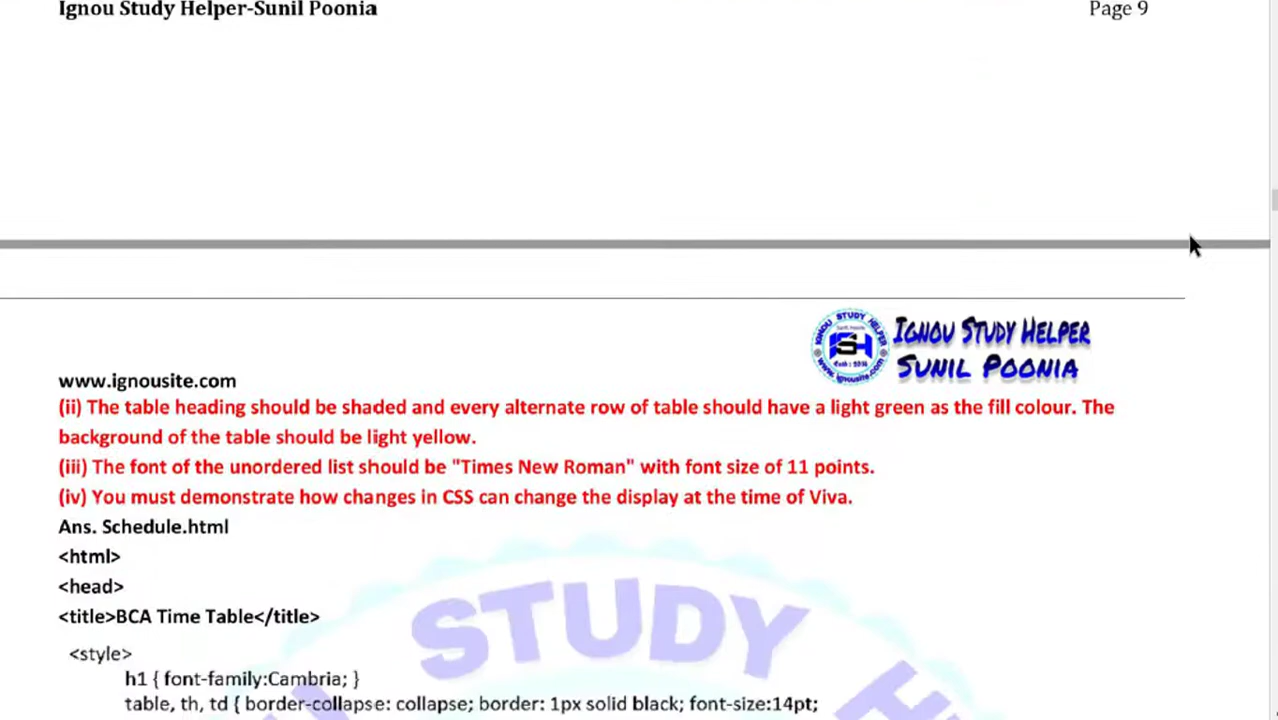 Ignou Study Helper-Sunil Poonia Page 9
IGNOU STUDY HELPER
SUNIL POONIA
www.ignousite.com
(ii) The table heading should be shaded and every alternate row of table should have a light green as the fill colour. The
background of the table should be light yellow.
(iii) The font of the unordered list should be "Times New Roman" with font size of 11 points.
(iv) You must demonstrate how changes in CSS can change the display at the time of Viva.
Ans. Schedule.html
<html>
<head>
<title>BCA Time Table</title>
<style>
h1 { font-family:Cambria; }
table, th, td { border-collapse: collapse; border: 1px solid black; font-size:14pt;
STUDY